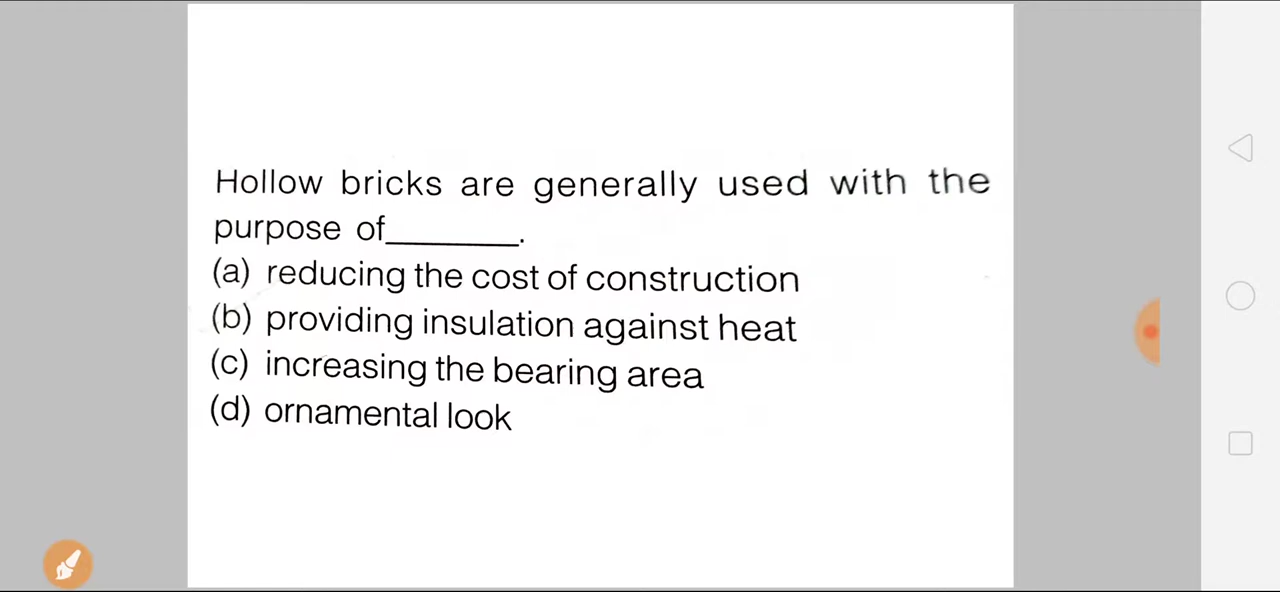 Hollow bricks are generally used with the
purpose of________.
(a) reducing the cost of construction
(b) providing insulation against heat
(c) increasing the bearing area
(d) ornamental look